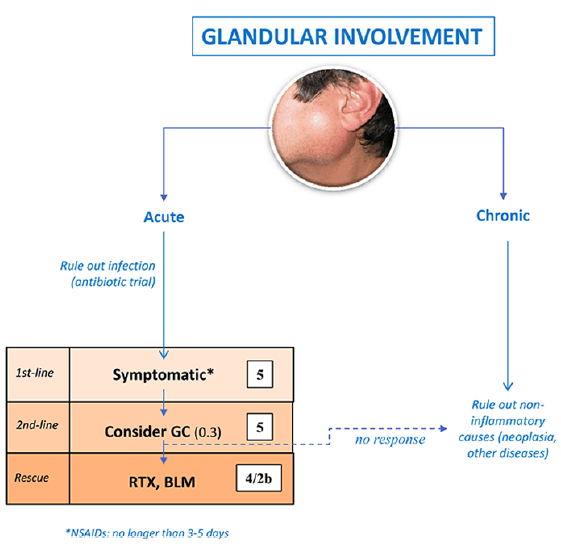 GLANDULAR INVOLVEMENT
Acute
Chronic
Rule out infection
(antibiotic trial)
1st-line
Symptomatic*
5
2nd-line
Consider GC (0.3)
5
no response
Rule out non-
inflammatory
causes (neoplasia,
other diseases)
Rescue
RTX, BLM
4/2b
*NSAIDs: no longer than 3-5 days